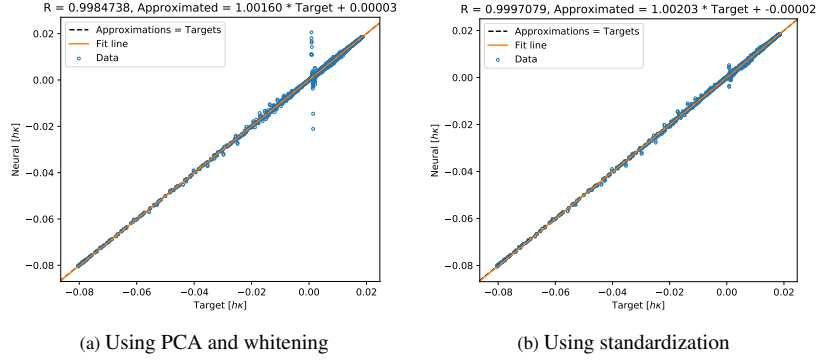 R = 0.9984738, Approximated = 1.00160 * Target + 0.00003
Approximations = Targets
Fit line
Data
0.02
0.00
−0.02
−0.04
−0.06
−0.08
Neural [hκ]
−0.08
−0.06
−0.04
−0.02
0.00
0.02
Target [hκ]
(a) Using PCA and whitening
R = 0.9997079, Approximated = 1.00203 * Target + -0.00002
Approximations = Targets
Fit line
Data
0.02
0.00
−0.02
−0.04
−0.06
−0.08
Neural [hκ]
−0.08
−0.06
−0.04
−0.02
0.00
0.02
Target [hκ]
(b) Using standardization